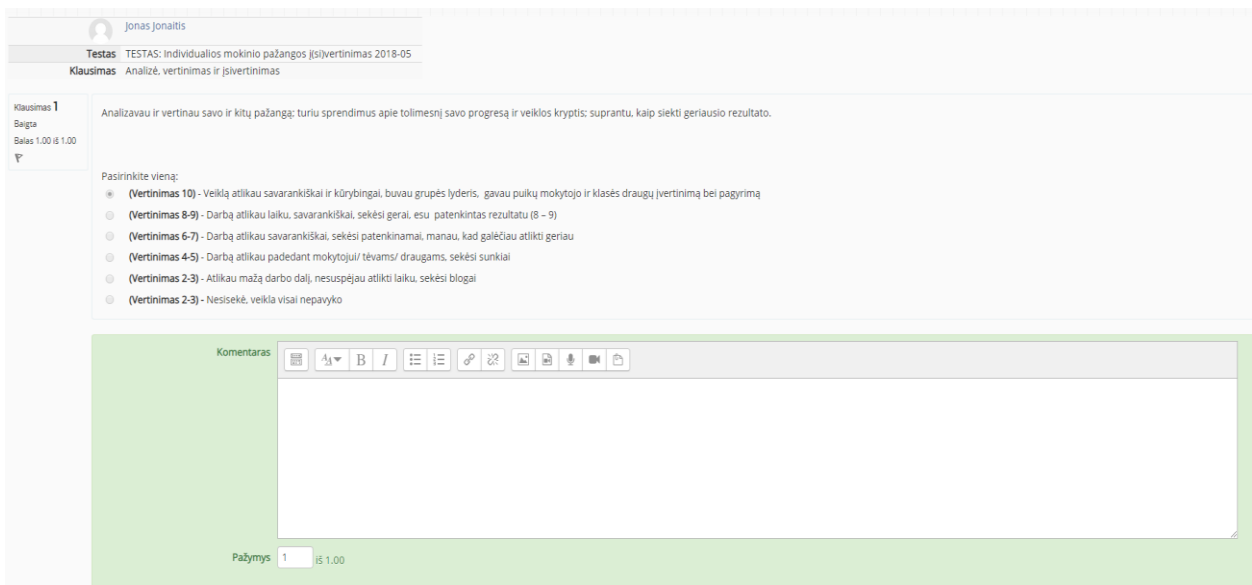 Jonas Jonaitis
Testas TESTAS: Individualios mokinio pažangos į(si)vertinimas 2018-05
Klausimas Analizė, vertinimas ir įsivertinimas
Klausimas 1
Baigta
Balas 1.00 iš 1.00
Analizavau ir vertinau savo ir kitų pažangą; turiu sprendimus apie tolimesnį savo progresą ir veiklos kryptis; suprantu, kaip siekti geriausio rezultato.
Pasirinkite vieną:
(Vertinimas 10) - Veiklą atlikau savarankiškai ir kūrybingai, buvau grupės lyderis, gavau puikų mokytojo ir klasės draugų įvertinimą bei pagyrimą
(Vertinimas 8-9) - Darbą atlikau laiku, savarankiškai, sekėsi gerai, esu patenkintas rezultatu (8 – 9)
(Vertinimas 6-7) - Darbą atlikau savarankiškai, sekėsi patenkinamai, manau, kad galėčiau atlikti geriau
(Vertinimas 4-5) - Darbą atlikau padedant mokytojui/ tėvams/ draugams, sekėsi sunkiai
(Vertinimas 2-3) - Atlikau mažą darbo dalį, nesuspėjau atlikti laiku, sekėsi blogai
(Vertinimas 2-3) - Nesisekė, veikla visai nepavyko
Komentaras
Pažymys 1 iš 1.00